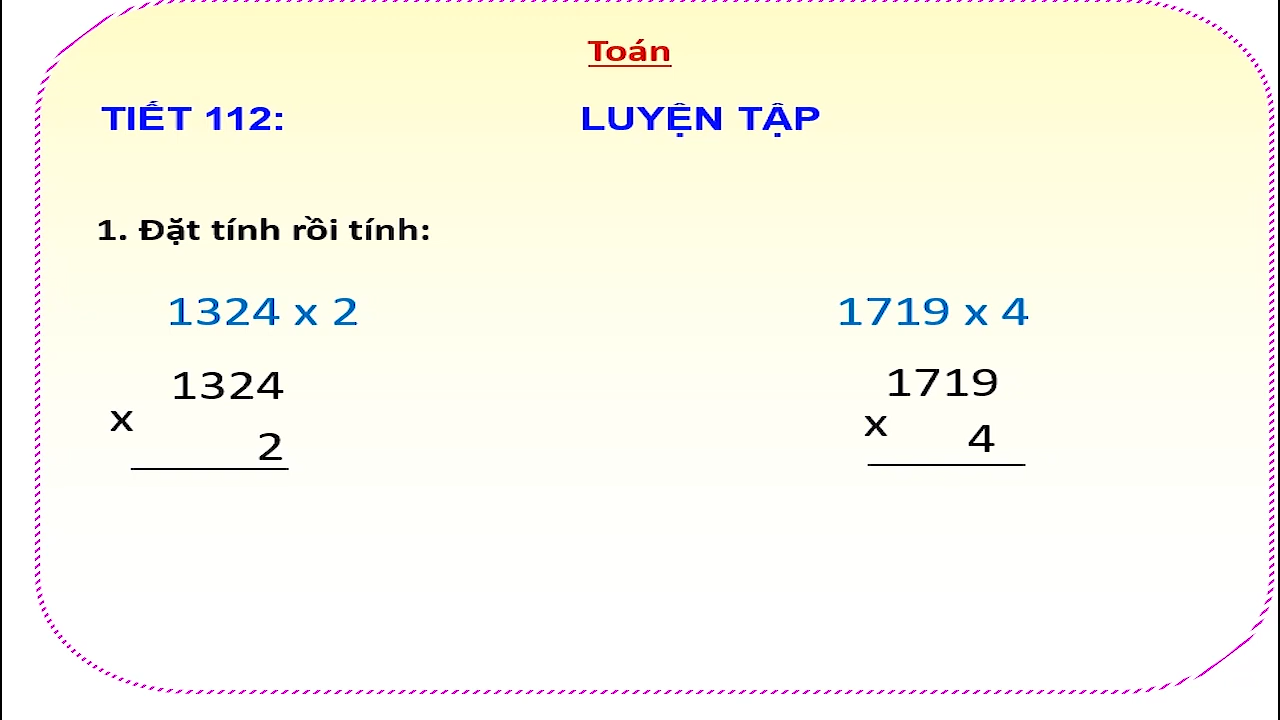 Toán
TIẾT 112: LUYỆN TẬP
1. Đặt tính rồi tính:
1324 x 2 1719 x 4
1324 1719
x x
2 4